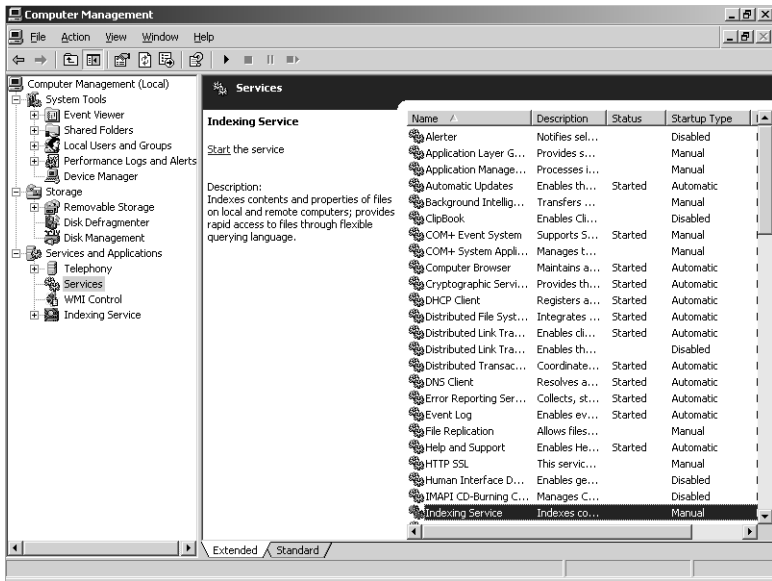 Computer Management
File Action View Window Help
Computer Management (Local)
System Tools
Event Viewer
Shared Folders
Local Users and Groups
Performance Logs and Alerts
Device Manager
Storage
Removable Storage
Disk Defragmenter
Disk Management
Services and Applications
Telephony
Services
WMI Control
Indexing Service
Services
Indexing Service
Start the service
Description:
Indexes contents and properties of files
on local and remote computers; provides
rapid access to files through flexible
querying language.
Name Description Status Startup Type
Alerter Notifies sel... Disabled
Application Layer G... Provides s... Manual
Application Manage... Processes i... Manual
Automatic Updates Enables th... Started Automatic
Background Intellig... Transfers ... Manual
ClipBook Enables Cli... Disabled
COM+ Event System Supports S... Started Manual
COM+ System Appli... Manages t... Manual
Computer Browser Maintains a... Started Automatic
Cryptographic Servi... Provides th... Started Automatic
DHCP Client Registers a... Started Automatic
Distributed File Syst... Integrates ... Started Automatic
Distributed Link Tra... Enables cli... Started Automatic
Distributed Link Tra... Enables th... Disabled
Distributed Transac... Coordinate... Started Automatic
DNS Client Resolves a... Started Automatic
Error Reporting Ser... Collects, st... Started Automatic
Event Log Enables ev... Started Automatic
File Replication Allows files... Manual
Help and Support Enables He... Started Automatic
HTTP SSL This servic... Manual
Human Interface D... Enables ge... Disabled
IMAPI CD-Burning C... Manages C... Disabled
Indexing Service Indexes co... Manual
Extended Standard